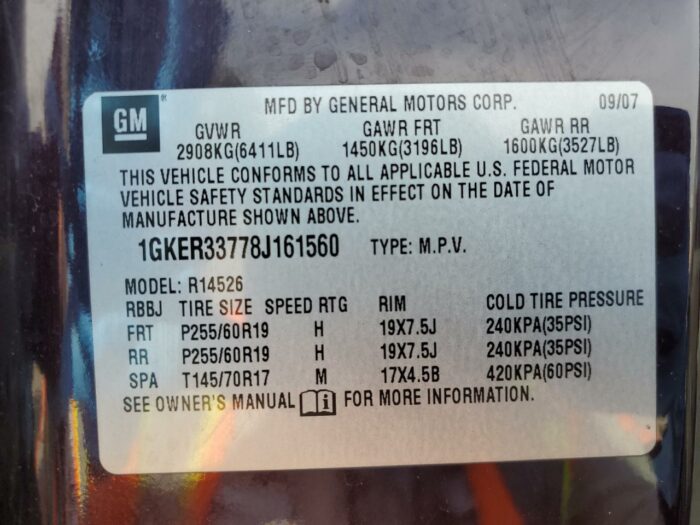 GM ® MFD BY GENERAL MOTORS CORP. 09/07
GVWR GAWR FRT GAWR RR
2908KG(6411LB) 1450KG(3196LB) 1600KG(3527LB)
THIS VEHICLE CONFORMS TO ALL APPLICABLE U.S. FEDERAL MOTOR
VEHICLE SAFETY STANDARDS IN EFFECT ON THE DATE OF
MANUFACTURE SHOWN ABOVE.
1GKER33778J161560 TYPE: M.P.V.
MODEL: R14526
RBBJ TIRE SIZE SPEED RTG RIM COLD TIRE PRESSURE
FRT P255/60R19 H 19X7.5J 240KPA(35PSI)
RR P255/60R19 H 19X7.5J 240KPA(35PSI)
SPA T145/70R17 M 17X4.5B 420KPA(60PSI)
SEE OWNER'S MANUAL i FOR MORE INFORMATION.